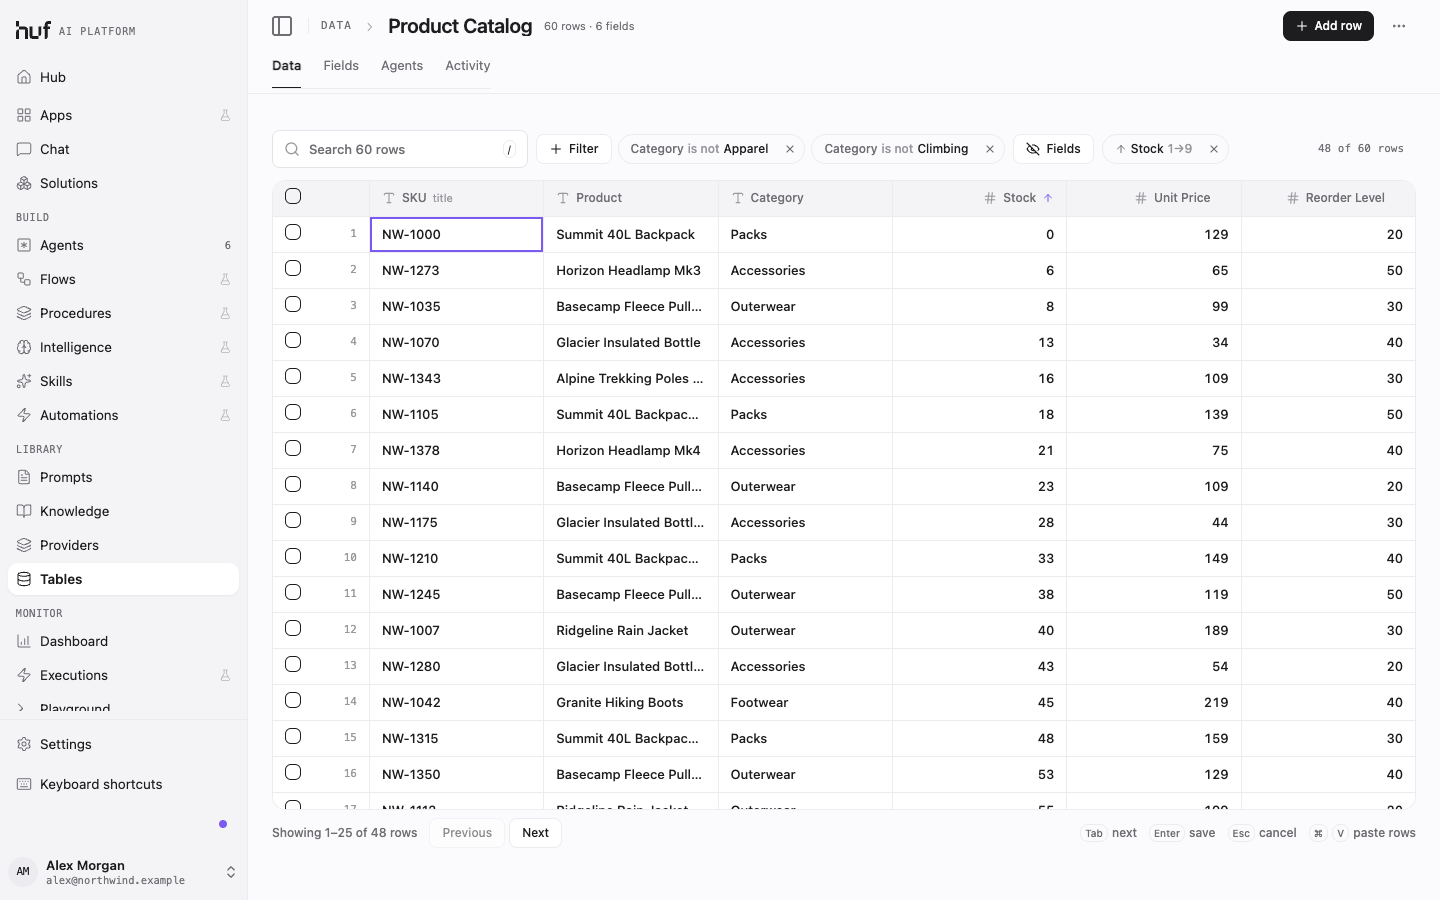 huf AI PLATFORM
Hub
Apps
Chat
Solutions
BUILD
Agents 6
Flows
Procedures
Intelligence
Skills
Automations
LIBRARY
Prompts
Knowledge
Providers
Tables
MONITOR
Dashboard
Executions
Playground
Settings
Keyboard shortcuts
AM Alex Morgan
alex@northwind.example
DATA Product Catalog 60 rows · 6 fields
Add row
Data Fields Agents Activity
Search 60 rows / Filter Category is not Apparel Category is not Climbing Fields Stock 1→9 48 of 60 rows
SKU title Product Category Stock Unit Price Reorder Level
1 NW-1000 Summit 40L Backpack Packs 0 129 20
2 NW-1273 Horizon Headlamp Mk3 Accessories 6 65 50
3 NW-1035 Basecamp Fleece Pull... Outerwear 8 99 30
4 NW-1070 Glacier Insulated Bottle Accessories 13 34 40
5 NW-1343 Alpine Trekking Poles ... Accessories 16 109 30
6 NW-1105 Summit 40L Backpac... Packs 18 139 50
7 NW-1378 Horizon Headlamp Mk4 Accessories 21 75 40
8 NW-1140 Basecamp Fleece Pull... Outerwear 23 109 20
9 NW-1175 Glacier Insulated Bottl... Accessories 28 44 30
10 NW-1210 Summit 40L Backpac... Packs 33 149 40
11 NW-1245 Basecamp Fleece Pull... Outerwear 38 119 50
12 NW-1007 Ridgeline Rain Jacket Outerwear 40 189 30
13 NW-1280 Glacier Insulated Bottl... Accessories 43 54 20
14 NW-1042 Granite Hiking Boots Footwear 45 219 40
15 NW-1315 Summit 40L Backpac... Packs 48 159 30
16 NW-1350 Basecamp Fleece Pull... Outerwear 53 129 40
Showing 1–25 of 48 rows Previous Next Tab next Enter save Esc cancel ⌘ V paste rows